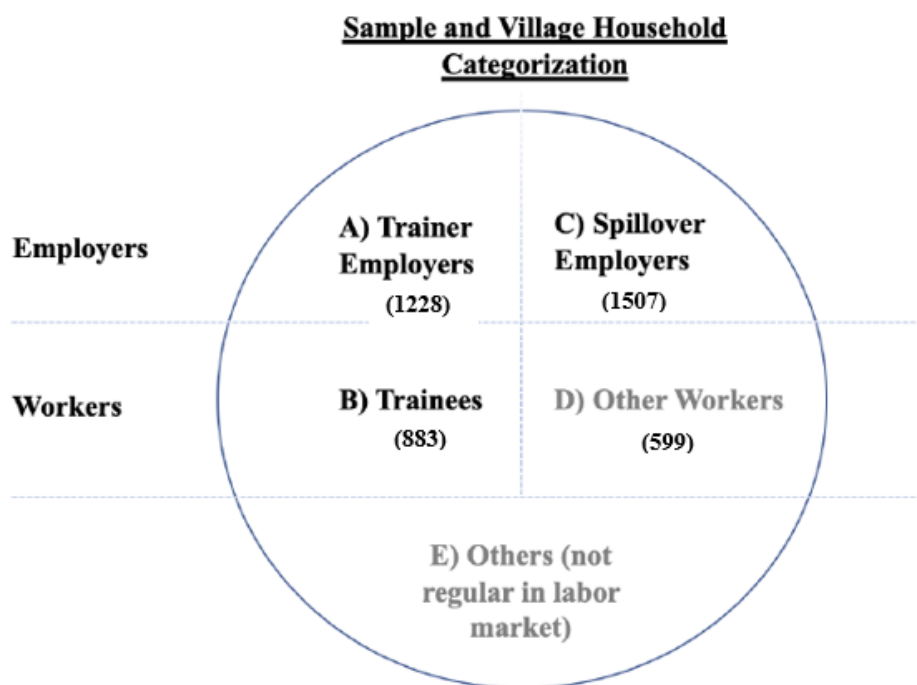 Sample and Village Household
Categorization
Employers
A) Trainer
Employers
(1228)
C) Spillover
Employers
(1507)
Workers
B) Trainees
(883)
D) Other Workers
(599)
E) Others (not
regular in labor
market)